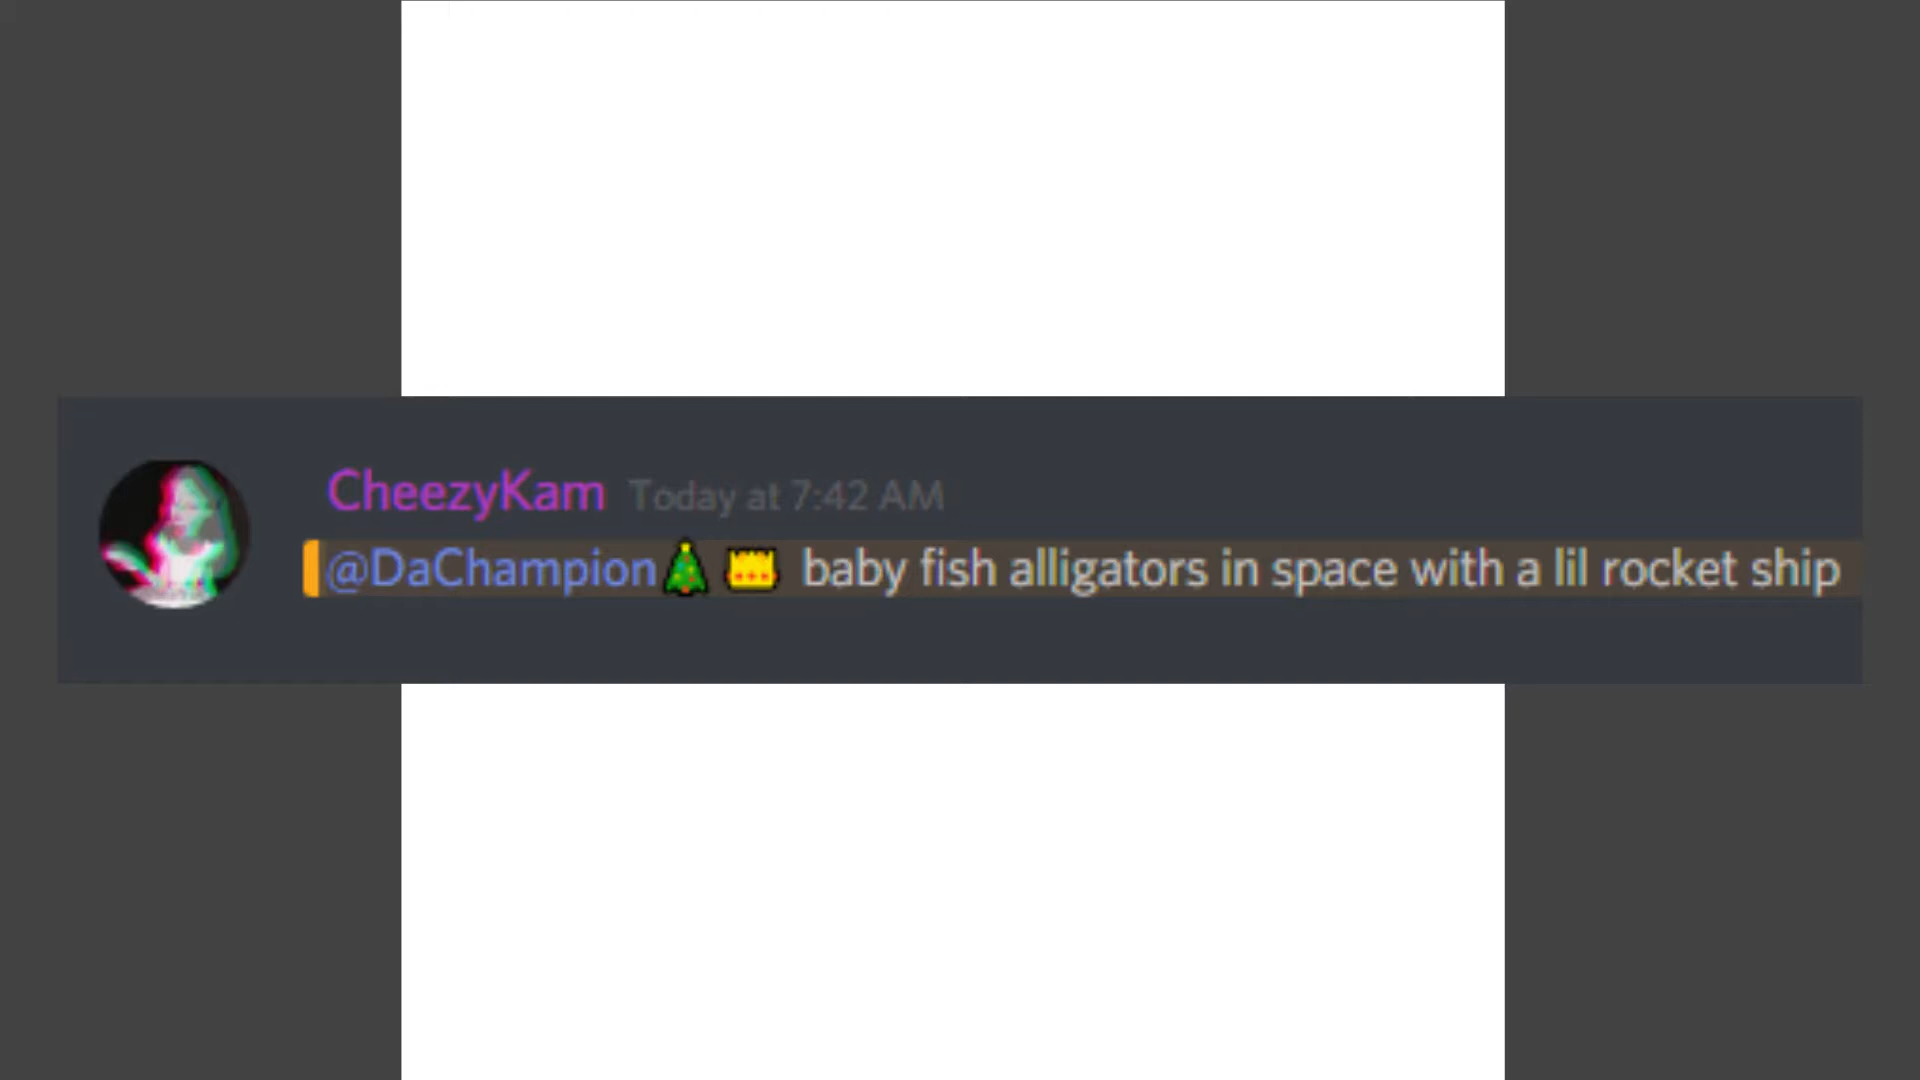 CheezyKam Today at 7:42 AM
@DaChampion🎄 👑 baby fish alligators in space with a lil rocket ship